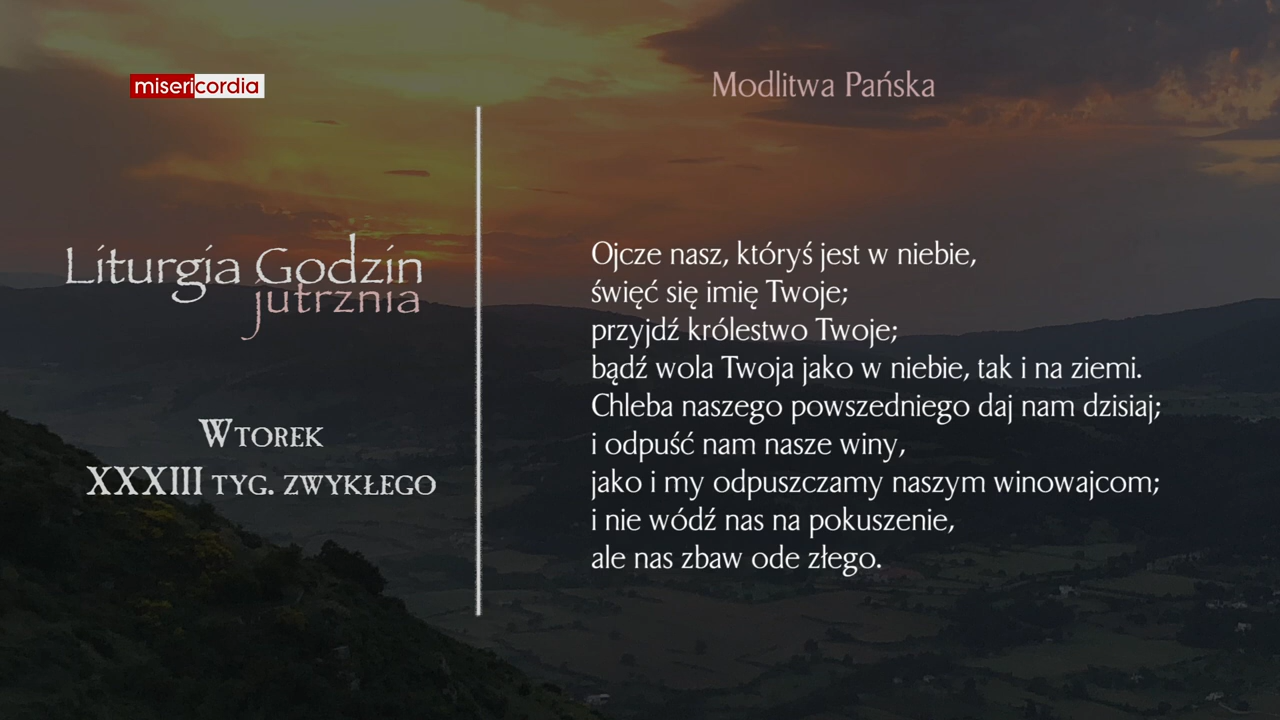 misericordia
Liturgia Godzin
jutrznia
Wtorek
XXXIII tyg. zwykłego
Modlitwa Pańska
Ojcze nasz, któryś jest w niebie,
święć się imię Twoje;
przyjdź królestwo Twoje;
bądź wola Twoja jako w niebie, tak i na ziemi.
Chleba naszego powszedniego daj nam dzisiaj;
i odpuść nam nasze winy,
jako i my odpuszczamy naszym winowajcom;
i nie wódź nas na pokuszenie,
ale nas zbaw ode złego.